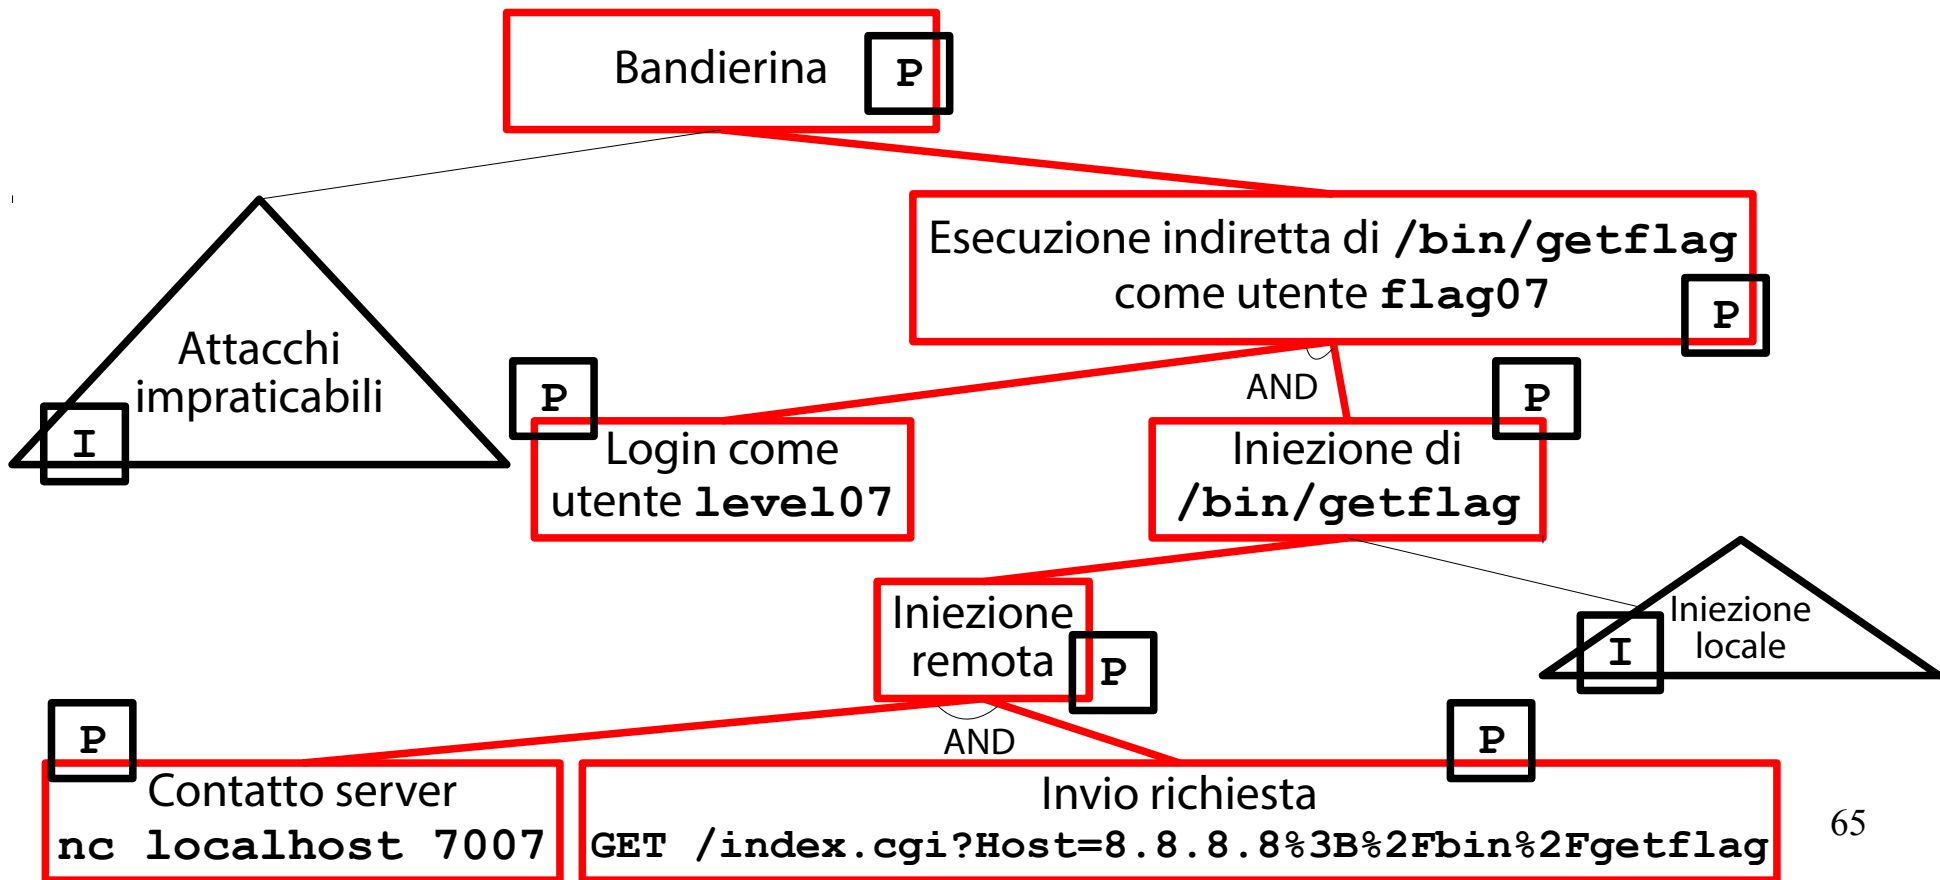 Bandierina
P
Esecuzione indiretta di /bin/getflag
come utente flag07
P
Attacchi
impraticabili
I
P
AND
P
Login come
utente level07
Iniezione di
/bin/getflag
Iniezione
remota
P
Iniezione
locale
I
P
AND
P
Contatto server
nc localhost 7007
Invio richiesta
GET /index.cgi?Host=8.8.8.8%3B%2Fbin%2Fgetflag
65